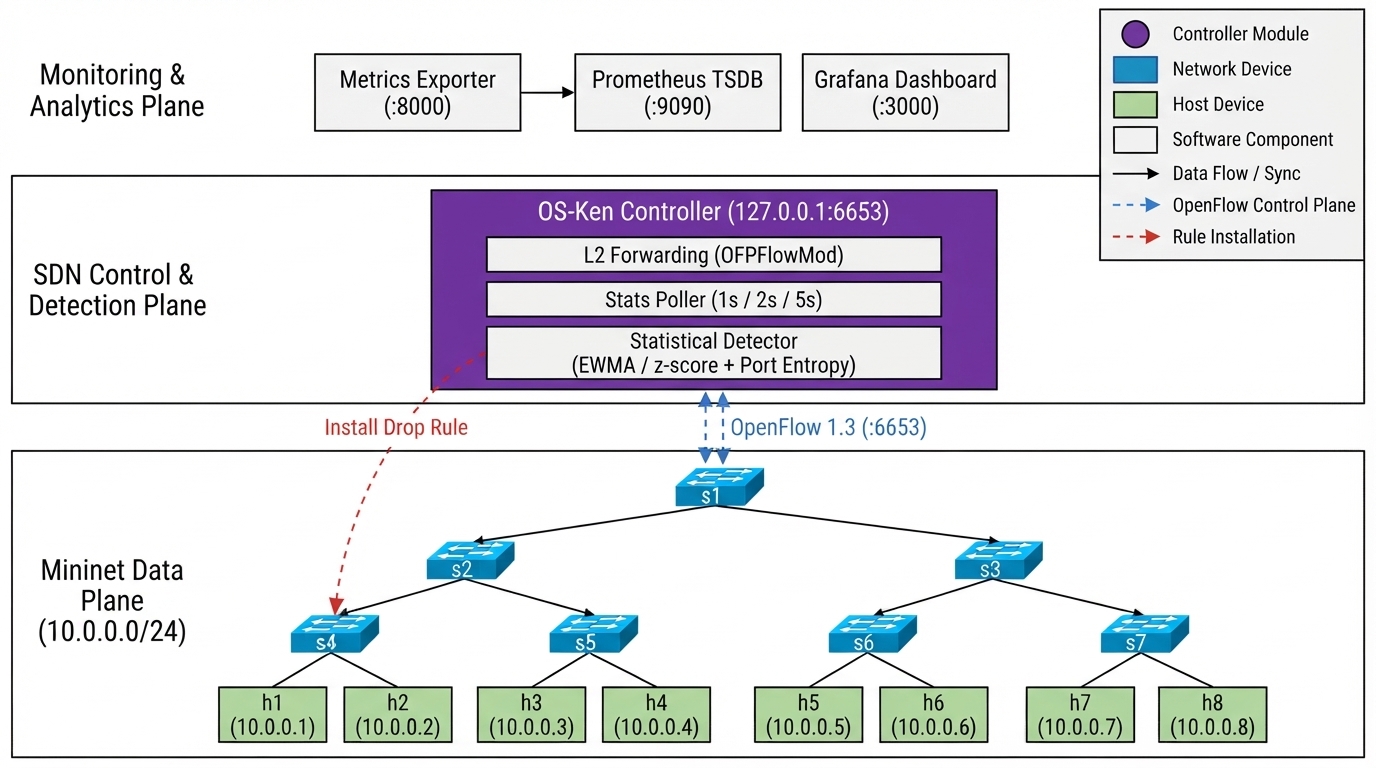 Monitoring &
Analytics Plane
Metrics Exporter
(:8000)
Prometheus TSDB
(:9090)
Grafana Dashboard
(:3000)
Controller Module
Network Device
Host Device
Software Component
Data Flow / Sync
OpenFlow Control Plane
Rule Installation
SDN Control &
Detection Plane
OS-Ken Controller (127.0.0.1:6653)
L2 Forwarding (OFPFlowMod)
Stats Poller (1s / 2s / 5s)
Statistical Detector
(EWMA / z-score + Port Entropy)
Install Drop Rule
OpenFlow 1.3 (:6653)
Mininet Data
Plane
(10.0.0.0/24)
s1
s2
s3
s4
s5
s6
s7
h1
(10.0.0.1)
h2
(10.0.0.2)
h3
(10.0.0.3)
h4
(10.0.0.4)
h5
(10.0.0.5)
h6
(10.0.0.6)
h7
(10.0.0.7)
h8
(10.0.0.8)